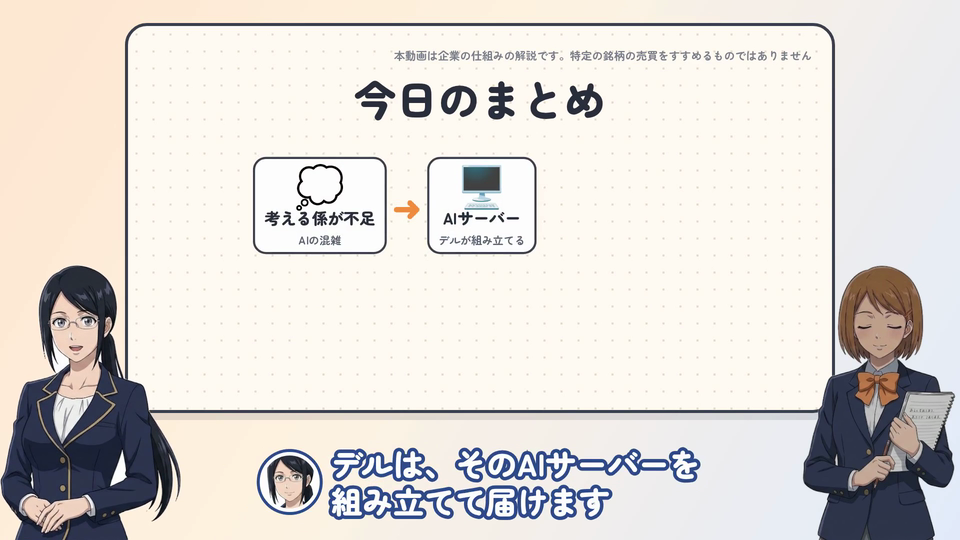 本動画は企業の仕組みの解説です。特定の銘柄の売買をすすめるものではありません
今日のまとめ
考える係が不足
AIの混雑
AIサーバー
デルが組み立てる
デルは、そのAIサーバーを
組み立てて届けます